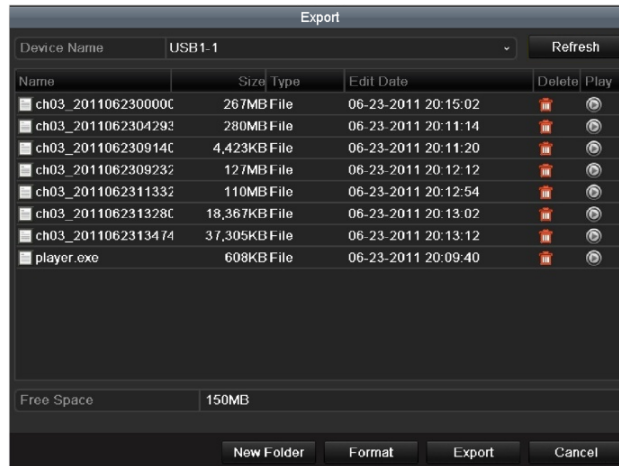 Export
Device Name USB1-1 Refresh
Name Size Type Edit Date Delete Play
ch03_2011062300000 267MB File 06-23-2011 20:15:02
ch03_2011062304293 280MB File 06-23-2011 20:11:14
ch03_2011062309140 4,423KB File 06-23-2011 20:11:20
ch03_2011062309232 127MB File 06-23-2011 20:12:12
ch03_2011062311332 110MB File 06-23-2011 20:12:54
ch03_201106231328 18,367KB File 06-23-2011 20:13:02
ch03_2011062313474 37,305KB File 06-23-2011 20:13:12
player.exe 608KB File 06-23-2011 20:09:40
Free Space 150MB
New Folder Format Export Cancel